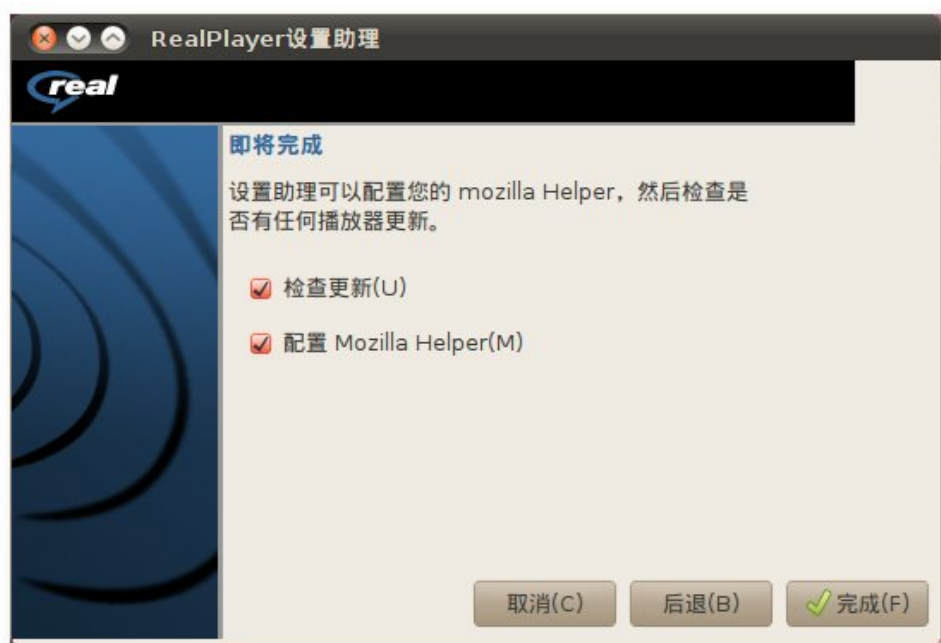 RealPlayer设置助理
real
即将完成
设置助理可以配置您的 mozilla Helper，然后检查是
否有任何播放器更新。
检查更新(U)
配置 Mozilla Helper(M)
取消(C) 后退(B) 完成(F)